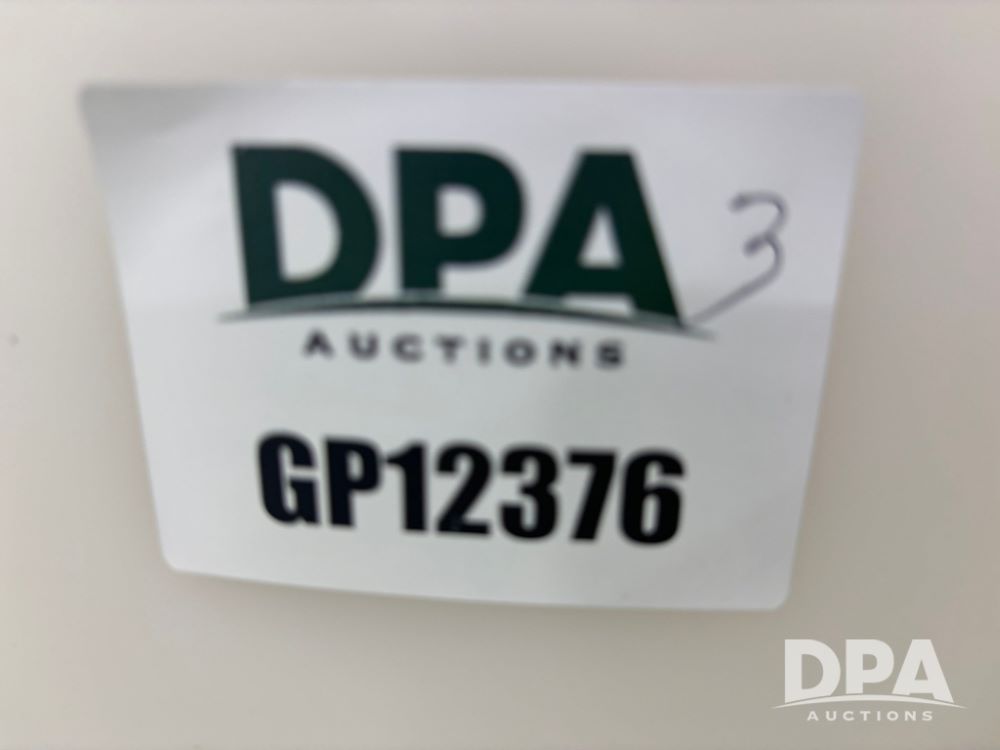 DPA 3
AUCTIONS
GP12376
DPA
AUCTIONS